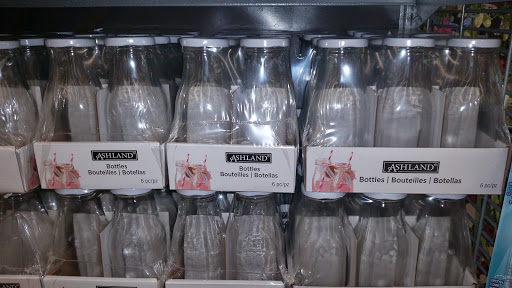 ASHLAND
Bottles
Bouteilles | Botellas
6 pc/pz
ASHLAND
Bottles
Bouteilles | Botellas
6 pc/pz
ASHLAND
Bottles | Bouteilles | Botellas
6 pc/pz